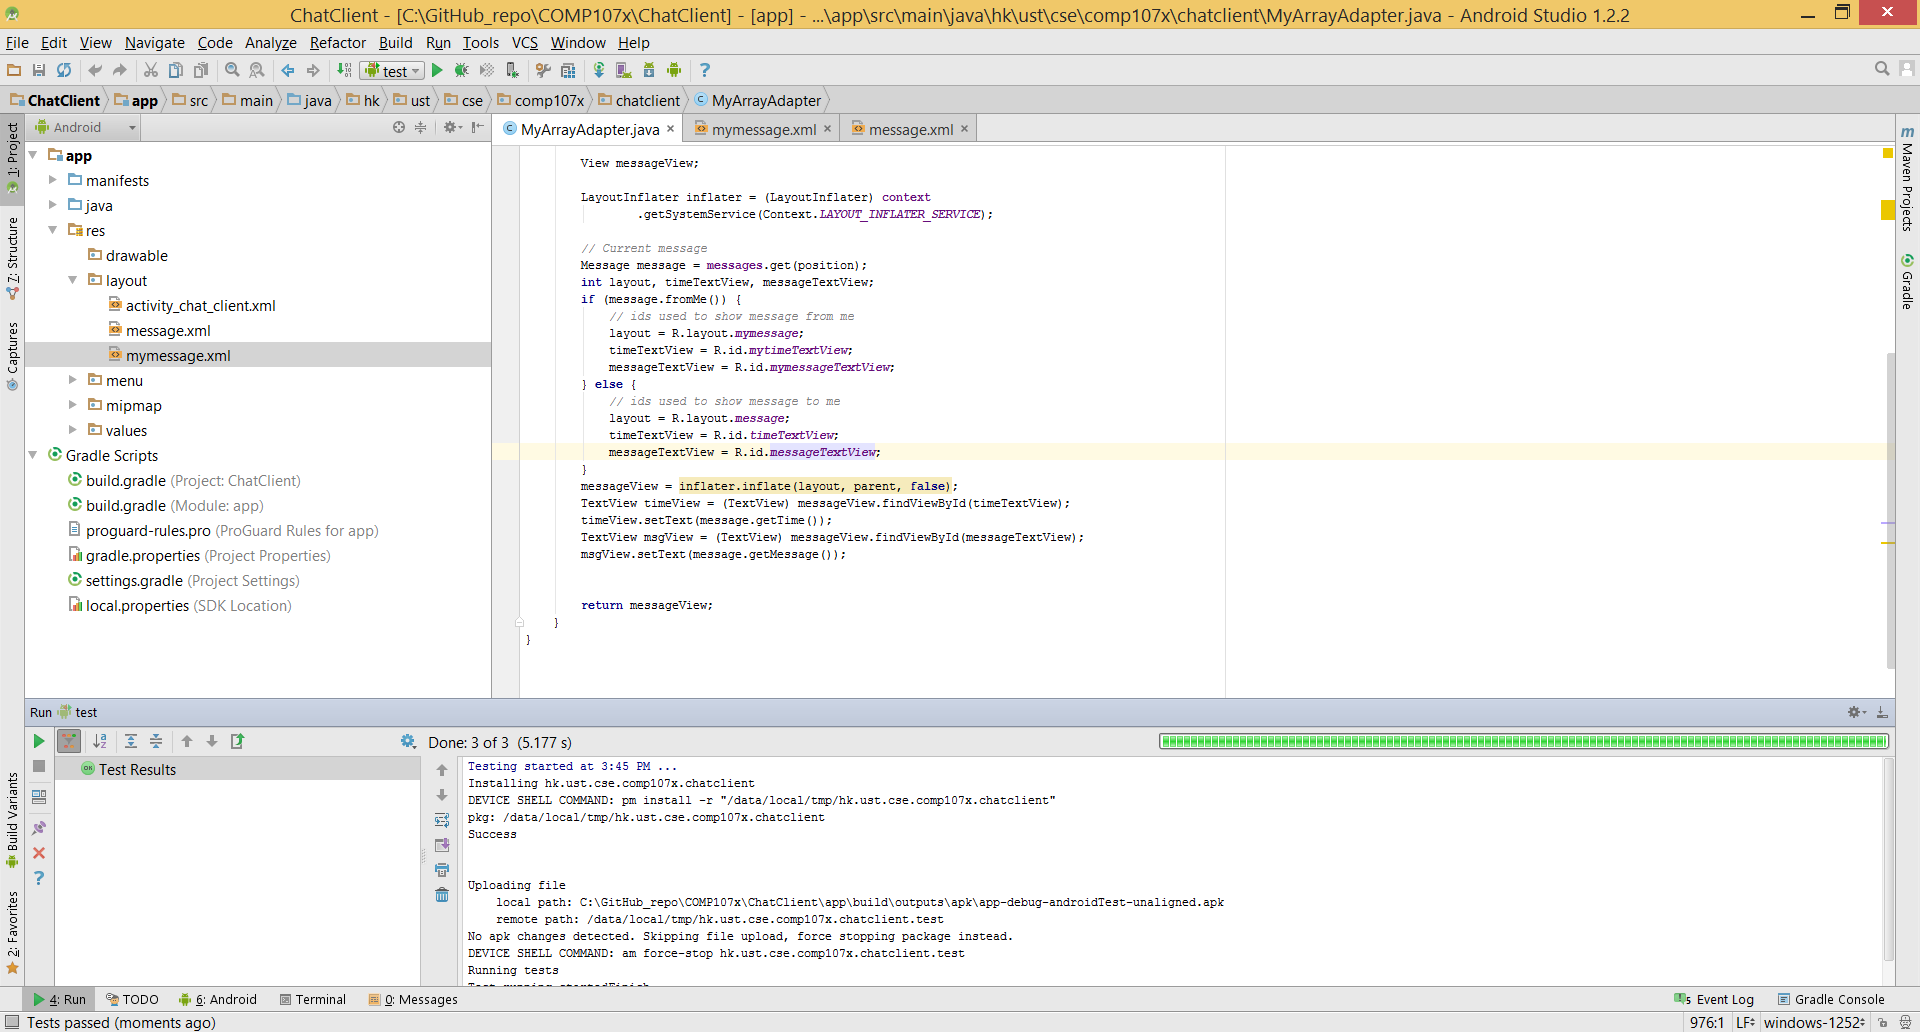 ChatClient - [C:\GitHub_repo\COMP107x\ChatClient] - [app] - ...\app\src\main\java\hk\ust\cse\comp107x\chatclient\MyArrayAdapter.java - Android Studio 1.2.2
File Edit View Navigate Code Analyze Refactor Build Run Tools VCS Window Help
test
ChatClient app src main java hk ust cse comp107x chatclient MyArrayAdapter
Android
MyArrayAdapter.java mymessage.xml message.xml
1: Project
7: Structure
Captures
Build Variants
2: Favorites
Maven Projects
Gradle
app
manifests
java
res
drawable
layout
activity_chat_client.xml
message.xml
mymessage.xml
menu
mipmap
values
Gradle Scripts
build.gradle (Project: ChatClient)
build.gradle (Module: app)
proguard-rules.pro (ProGuard Rules for app)
gradle.properties (Project Properties)
settings.gradle (Project Settings)
local.properties (SDK Location)
View messageView;
LayoutInflater inflater = (LayoutInflater) context
.getSystemService(Context.LAYOUT_INFLATER_SERVICE);
// Current message
Message message = messages.get(position);
int layout, timeTextView, messageTextView;
if (message.fromMe()) {
// ids used to show message from me
layout = R.layout.mymessage;
timeTextView = R.id.mytimeTextView;
messageTextView = R.id.mymessageTextView;
} else {
// ids used to show message to me
layout = R.layout.message;
timeTextView = R.id.timeTextView;
messageTextView = R.id.messageTextView;
}
messageView = inflater.inflate(layout, parent, false);
TextView timeView = (TextView) messageView.findViewById(timeTextView);
timeView.setText(message.getTime());
TextView msgView = (TextView) messageView.findViewById(messageTextView);
msgView.setText(message.getMessage());
return messageView;
}
}
Run test
Done: 3 of 3 (5.177 s)
Test Results
Testing started at 3:45 PM ...
Installing hk.ust.cse.comp107x.chatclient
DEVICE SHELL COMMAND: pm install -r "/data/local/tmp/hk.ust.cse.comp107x.chatclient"
pkg: /data/local/tmp/hk.ust.cse.comp107x.chatclient
Success
Uploading file
local path: C:\GitHub_repo\COMP107x\ChatClient\app\build\outputs\apk\app-debug-androidTest-unaligned.apk
remote path: /data/local/tmp/hk.ust.cse.comp107x.chatclient.test
No apk changes detected. Skipping file upload, force stopping package instead.
DEVICE SHELL COMMAND: am force-stop hk.ust.cse.comp107x.chatclient.test
Running tests
4: Run TODO 6: Android Terminal 0: Messages Event Log Gradle Console
Tests passed (moments ago) 976:1 LF windows-1252